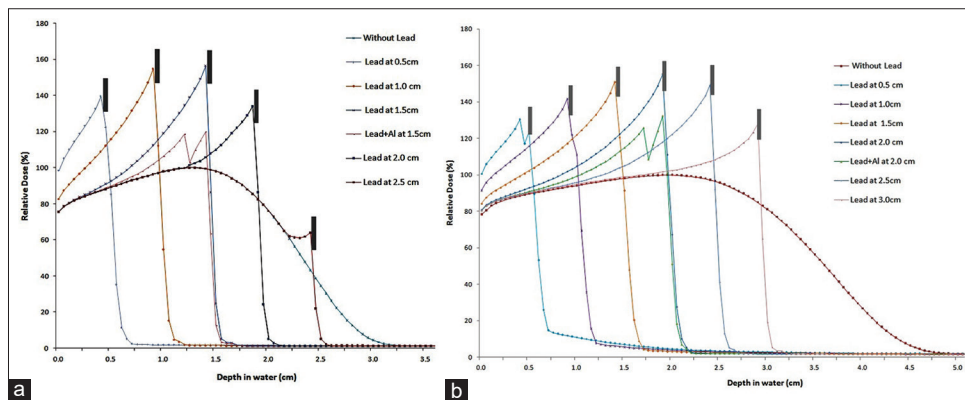 180
160
140
120
100
80
60
40
20
0
Relative Dose (%)
0.0 0.5 1.0 1.5 2.0 2.5 3.0 3.5
Depth in water (cm)
Without Lead
Lead at 0.5cm
Lead at 1.0 cm
Lead at 1.5cm
Lead+Al at 1.5cm
Lead at 2.0 cm
Lead at 2.5 cm
a
180
160
140
120
100
80
60
40
20
0
Relative Dose (%)
0.0 0.5 1.0 1.5 2.0 2.5 3.0 3.5 4.0 4.5 5.0
Depth in water (cm)
Without Lead
Lead at 0.5 cm
Lead at 1.0cm
Lead at 1.5cm
Lead at 2.0 cm
Lead+Al at 2.0 cm
Lead at 2.5cm
Lead at 3.0cm
b